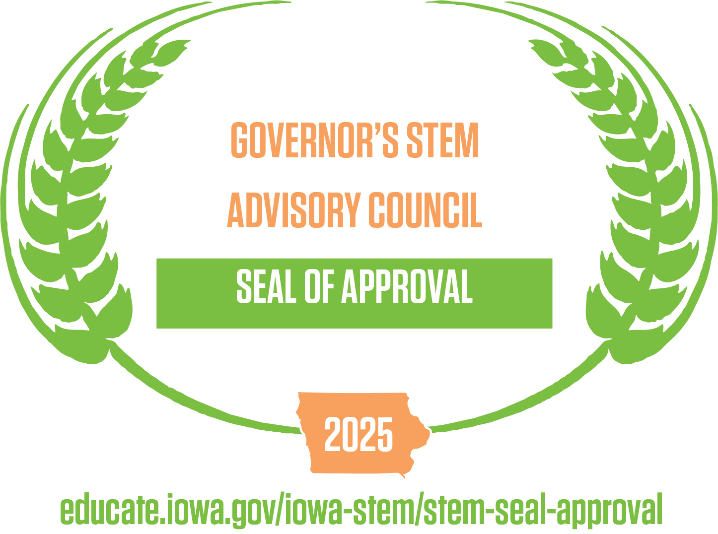 GOVERNOR'S STEM
ADVISORY COUNCIL
SEAL OF APPROVAL
2025
educate.iowa.gov/iowa-stem/stem-seal-approval